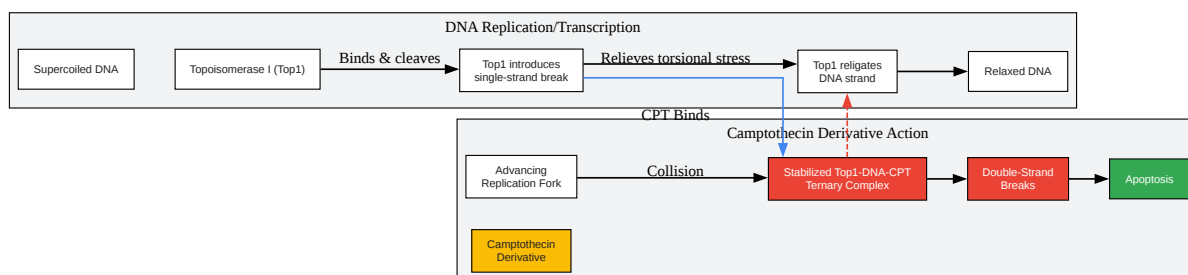 DNA Replication/Transcription
Supercoiled DNA
Topoisomerase I (Top1)
Binds & cleaves
Top1 introduces
single-strand break
Relieves torsional stress
Top1 religates
DNA strand
Relaxed DNA
CPT Binds
Camptothecin Derivative Action
Advancing
Replication Fork
Collision
Stabilized Top1-DNA-CPT
Ternary Complex
Double-Strand
Breaks
Apoptosis
Camptothecin
Derivative